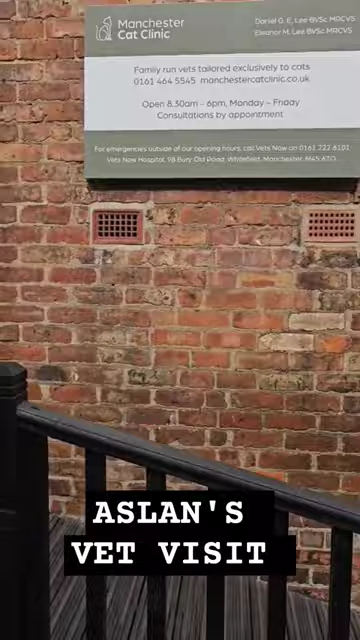 Manchester
Cat Clinic
Daniel G. E. Lee BVSc MRCVS
Eleanor M. Lee BVSc MRCVS
Family run vets tailored exclusively to cats
0161 464 5545 manchestercatclinic.co.uk
Open 8.30am – 6pm, Monday – Friday
Consultations by appointment
For emergencies outside of our opening hours, call Vets Now on 0161 222 6101
Vets Now Hospital, 98 Bury Old Road, Whitefield, Manchester, M45 6TQ
ASLAN'S
VET VISIT